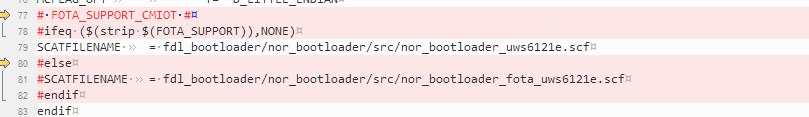 77 # FOTA_SUPPORT_CMIOT #
78 #ifeq ($(strip $(FOTA_SUPPORT)),NONE)
79 SCATFILENAME = fdl_bootloader/nor_bootloader/src/nor_bootloader_uws6121e.scf
80 #else
81 #SCATFILENAME = fdl_bootloader/nor_bootloader/src/nor_bootloader_fota_uws6121e.scf
82 #endif
83 endif